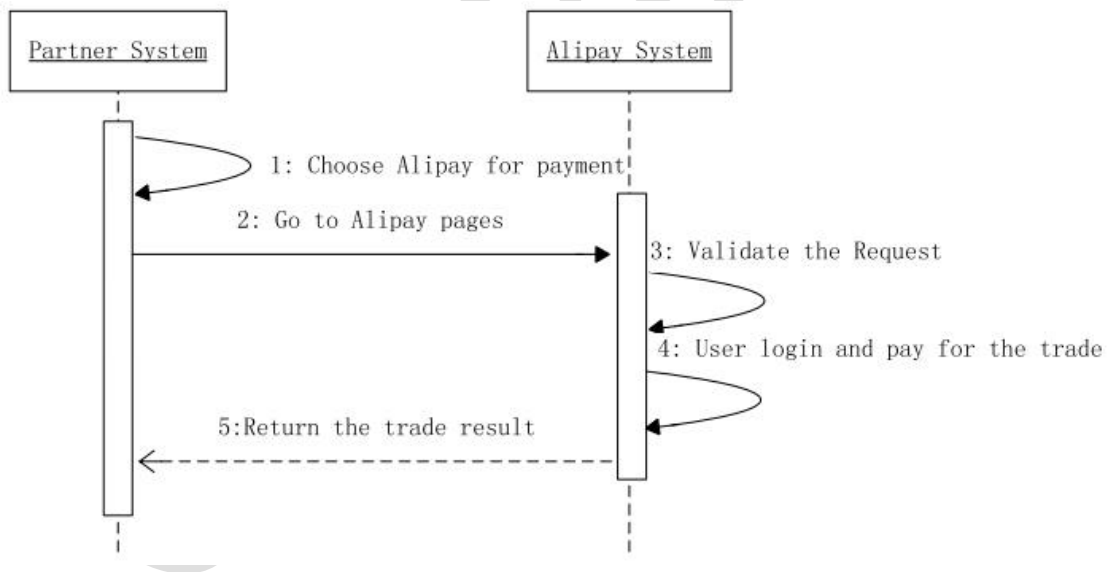 Partner System
Alipay System
1: Choose Alipay for payment
2: Go to Alipay pages
3: Validate the Request
4: User login and pay for the trade
5:Return the trade result